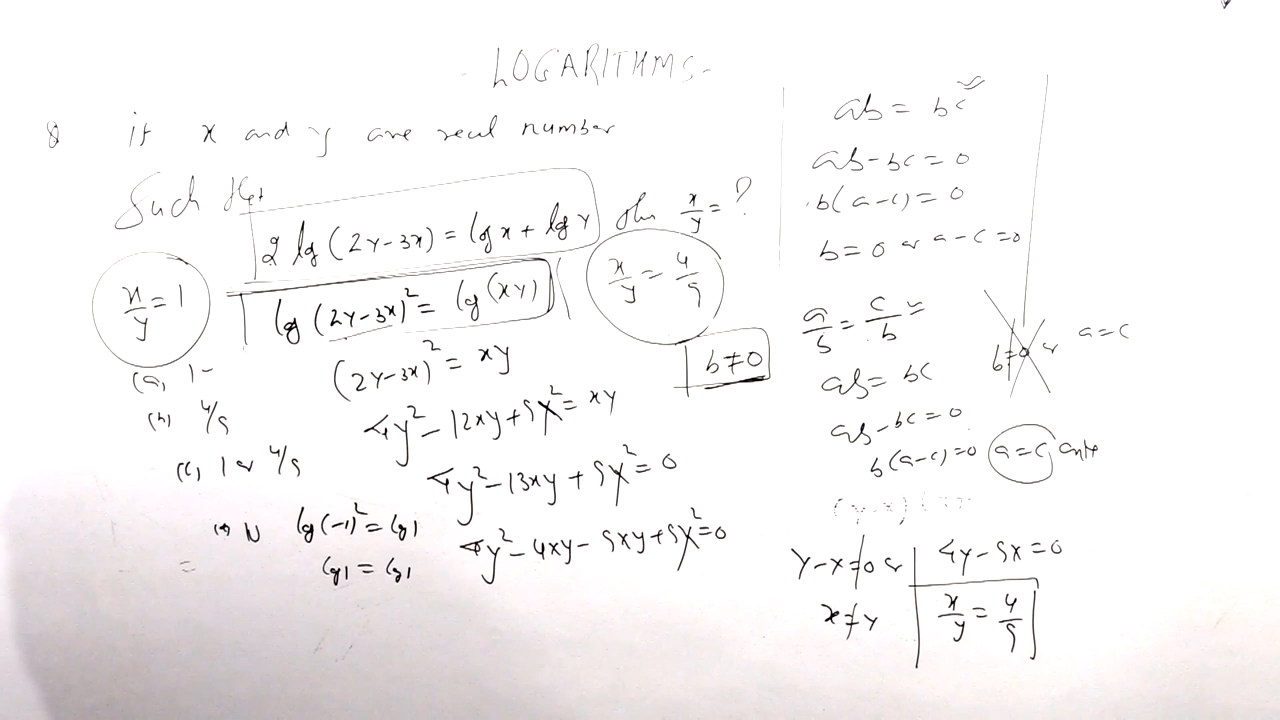 - LOGARITHMS -
Q if x and y are real number
Such that
2 log (2y-3x) = log x + log y then x/y = ?
x/y = 1
log (2y-3x)² = log (xy)
x/y = 4/9
(2y-3x)² = xy
b≠0
(a) 1
(b) 4/9
(c) 1 or 4/9
(d) N
4y² - 12xy + 9x² = xy
4y² - 13xy + 9x² = 0
4y² - 4xy - 9xy + 9x² = 0
log (-1)² = log 1
log 1 = log 1
=
ab = bc
ab - bc = 0
b(a-c) = 0
b = 0 or a - c = 0
a/b = c/b
b≠0 or a = c
ab = bc
ab - bc = 0
b(a-c) = 0 a = c
y - x ≠ 0 or 4y - 9x = 0
x ≠ y
x/y = 4/9